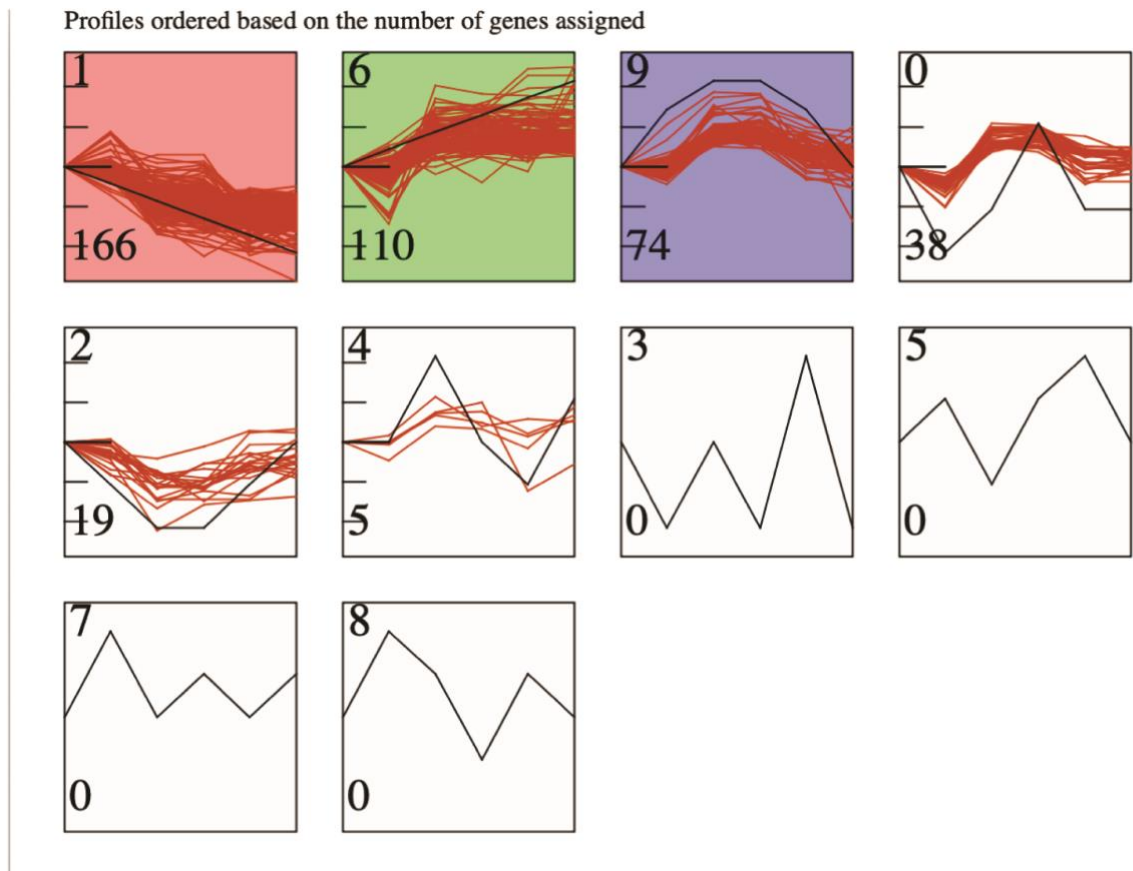 Profiles ordered based on the number of genes assigned
1 6 9 0
166 110 74 38
2 4 3 5
19 5 0 0
7 8
0 0